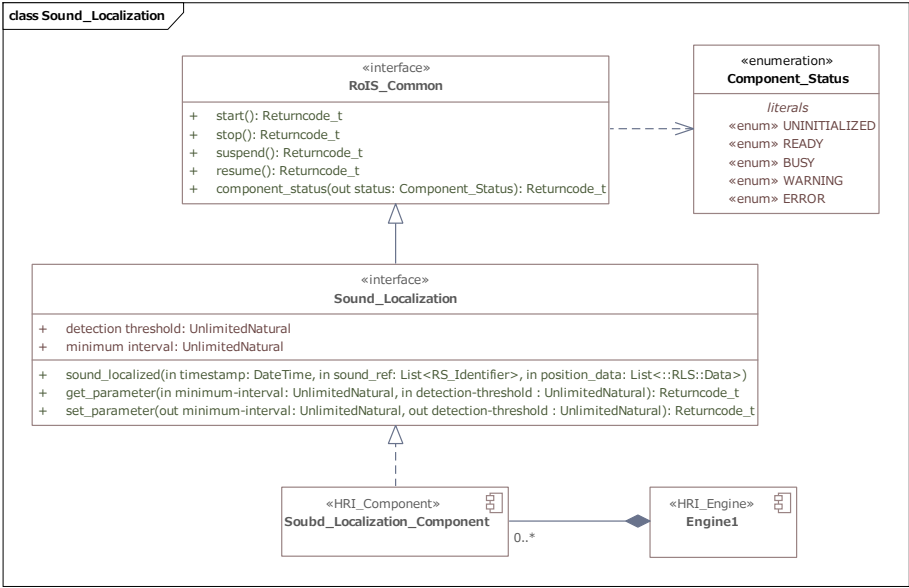 class Sound_Localization
«interface»
RoIS_Common
+ start(): Returncode_t
+ stop(): Returncode_t
+ suspend(): Returncode_t
+ resume(): Returncode_t
+ component_status(out status: Component_Status): Returncode_t
«enumeration»
Component_Status
literals
«enum» UNINITIALIZED
«enum» READY
«enum» BUSY
«enum» WARNING
«enum» ERROR
«interface»
Sound_Localization
+ detection threshold: UnlimitedNatural
+ minimum interval: UnlimitedNatural
+ sound_localized(in timestamp: DateTime, in sound_ref: List<RS_Identifier>, in position_data: List<::RLS::Data>)
+ get_parameter(in minimum-interval: UnlimitedNatural, in detection-threshold : UnlimitedNatural): Returncode_t
+ set_parameter(out minimum-interval: UnlimitedNatural, out detection-threshold : UnlimitedNatural): Returncode_t
«HRI_Component»
Soubd_Localization_Component
0..*
«HRI_Engine»
Engine1